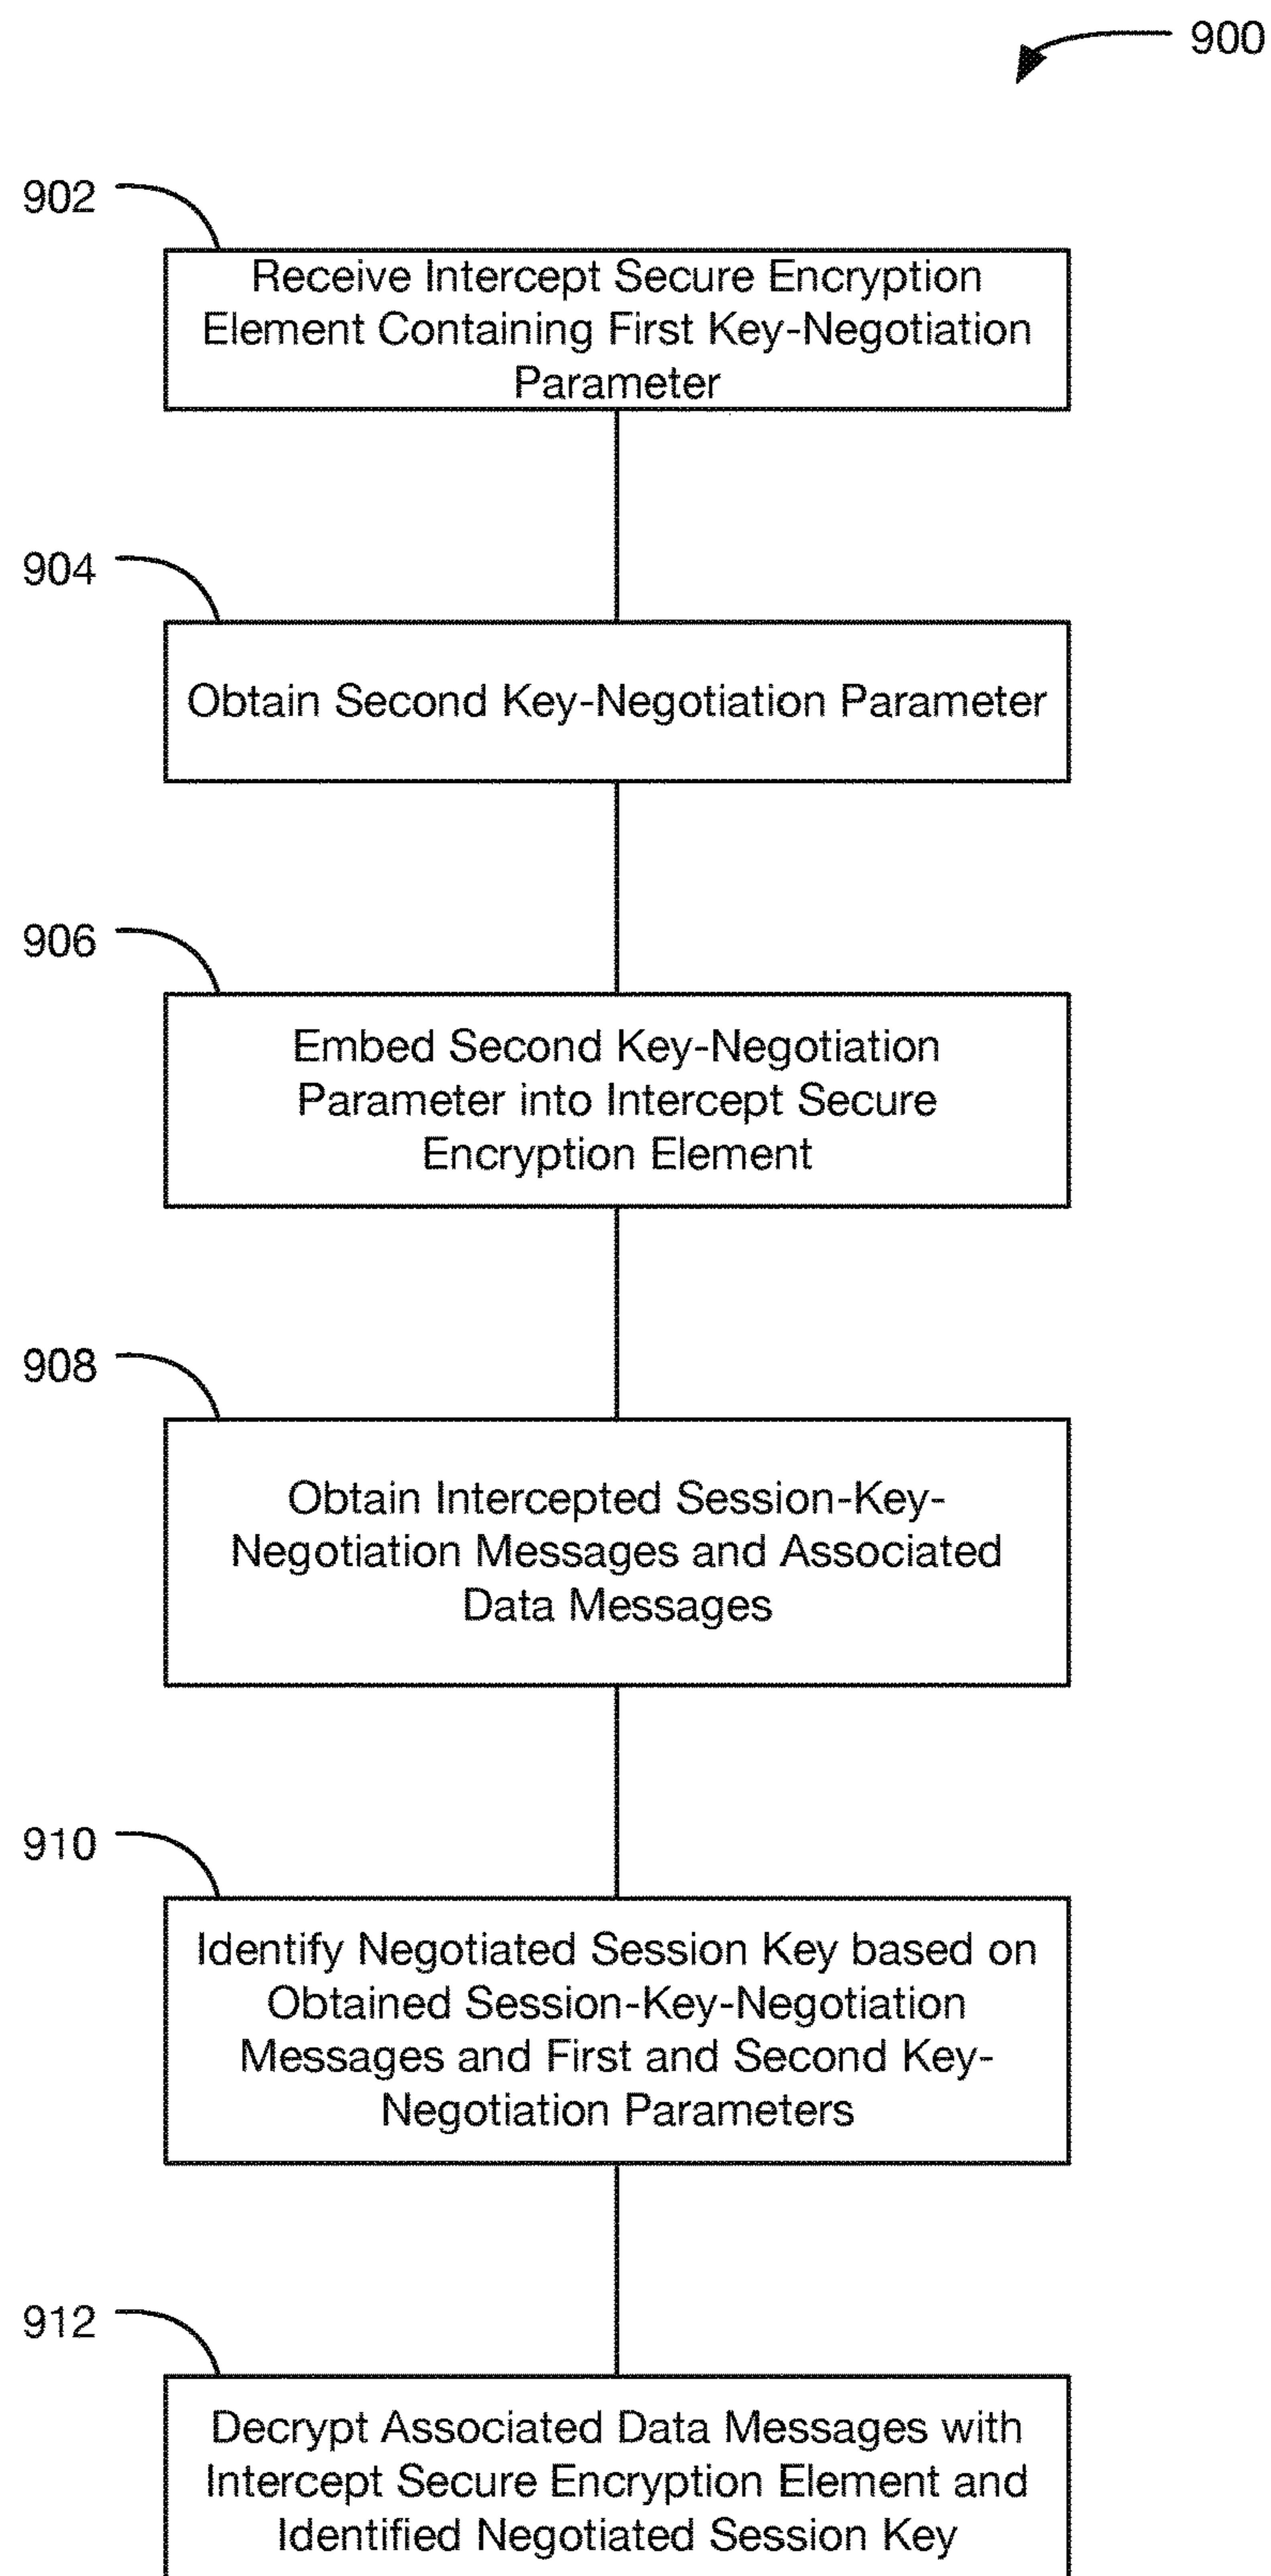 900
902
Receive Intercept Secure Encryption
Element Containing First Key-Negotiation
Parameter
904
Obtain Second Key-Negotiation Parameter
906
Embed Second Key-Negotiation
Parameter into Intercept Secure
Encryption Element
908
Obtain Intercepted Session-Key-
Negotiation Messages and Associated
Data Messages
910
Identify Negotiated Session Key based on
Obtained Session-Key-Negotiation
Messages and First and Second Key-
Negotiation Parameters
912
Decrypt Associated Data Messages with
Intercept Secure Encryption Element and
Identified Negotiated Session Key